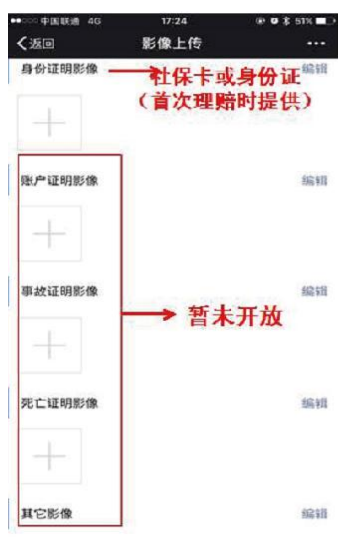 中国联通 4G 17:24 51%
返回 影像上传 ...
身份证明影像 社保卡或身份证 编辑
（首次理赔时提供）
账户证明影像 编辑
事故证明影像 编辑
暂未开放
死亡证明影像 编辑
其它影像 编辑